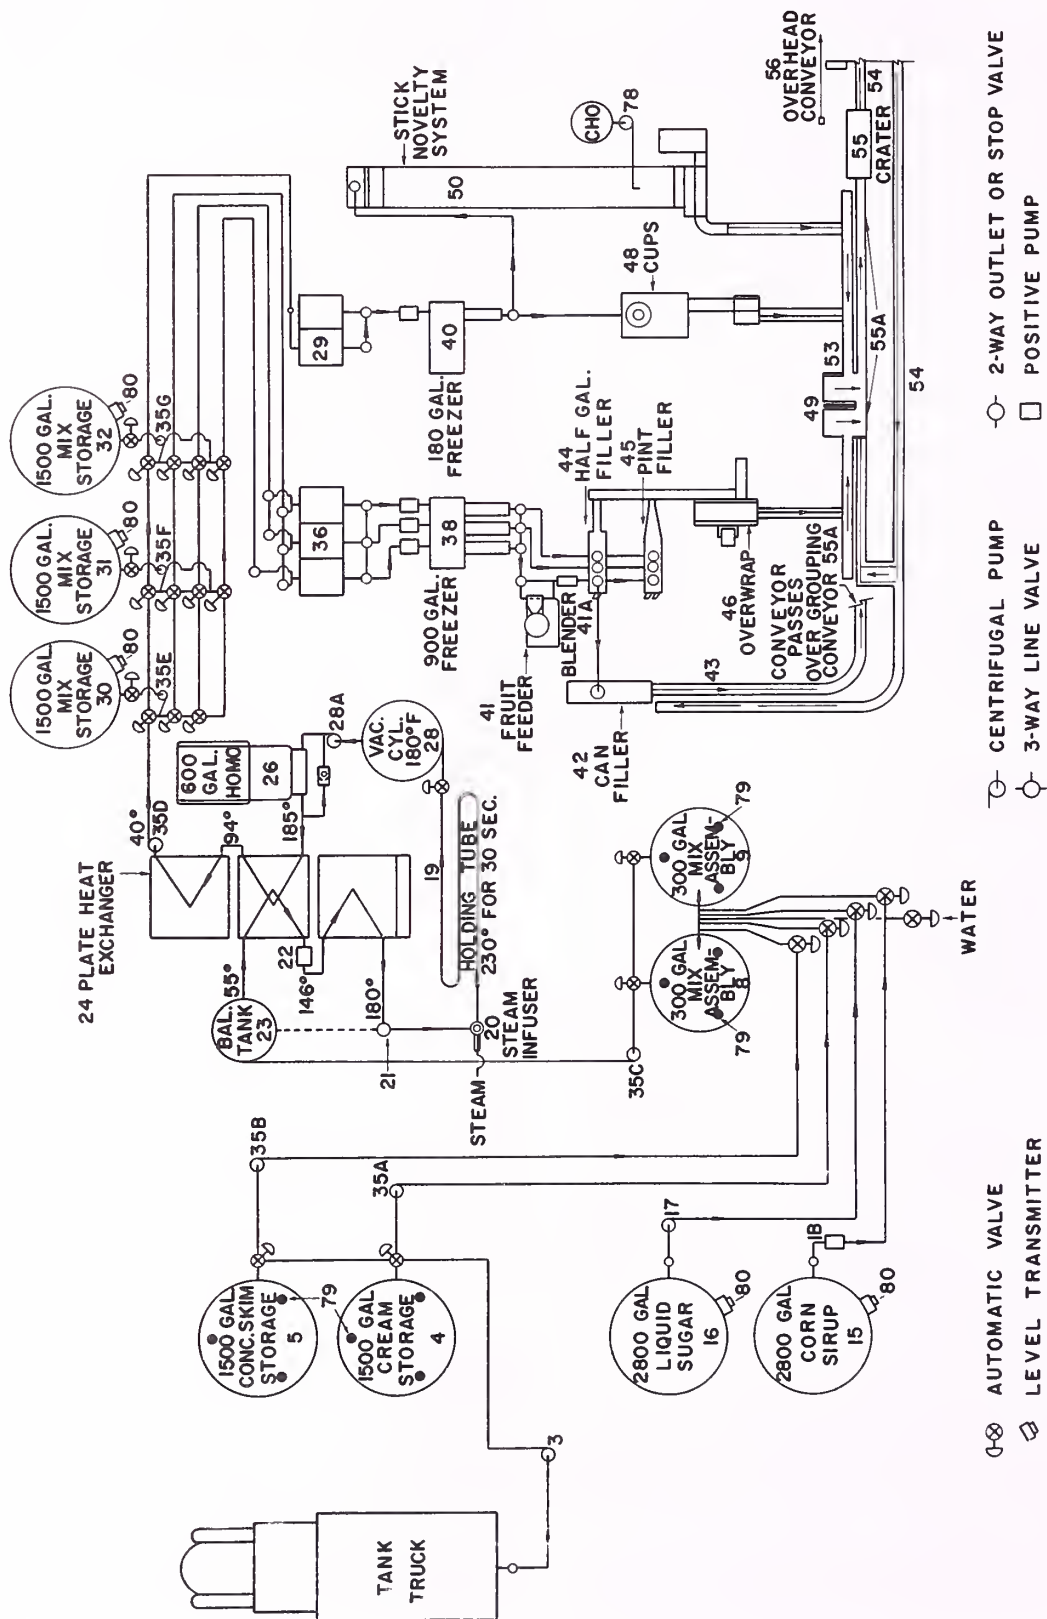 TANK
TRUCK
3
1500 GAL.
CONC. SKIM
STORAGE
5
79
1500 GAL
CREAM
STORAGE
4
35B
35A
2800 GAL
LIQUID
SUGAR
16
80
17
2800 GAL
CORN
SIRUP
15
80
18
24 PLATE HEAT
EXCHANGER
BAL.
TANK
23
55°
22
146°
180°
21
20
STEAM
INFUSER
STEAM
40°
35D
94°
185°
600
GAL.
HOMO
26
28A
VAC.
CYL.
180°F
28
19
HOLDING TUBE
230° FOR 30 SEC.
35C
300 GAL
MIX
ASSEM-
BLY
8
79
300 GAL
MIX
ASSEM-
BLY
9
79
WATER
1500 GAL.
MIX
STORAGE
30
80
35E
1500 GAL.
MIX
STORAGE
31
80
35F
1500 GAL.
MIX
STORAGE
32
80
35G
36
29
900 GAL.
FREEZER
38
180 GAL.
FREEZER
40
41
FRUIT
FEEDER
BLENDER
41A
42
CAN
FILLER
43
44
HALF GAL.
FILLER
45
PINT
FILLER
46
OVERWRAP
CONVEYOR
PASSES
OVER GROUPING
CONVEYOR 55A
48
CUPS
49
53
54
55A
50
STICK
NOVELTY
SYSTEM
CHO
78
55
CRATER
54
56
OVERHEAD
CONVEYOR
AUTOMATIC VALVE
LEVEL TRANSMITTER
CENTRIFUGAL PUMP
3-WAY LINE VALVE
2-WAY OUTLET OR STOP VALVE
POSITIVE PUMP